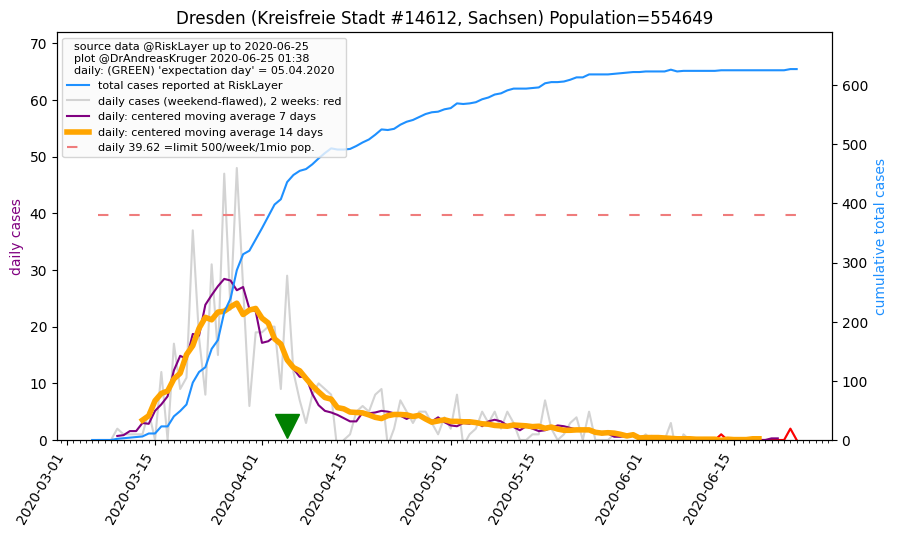 Dresden (Kreisfreie Stadt #14612, Sachsen) Population=554649
source data @RiskLayer up to 2020-06-25
plot @DrAndreasKruger 2020-06-25 01:38
daily: (GREEN) 'expectation day' = 05.04.2020
total cases reported at RiskLayer
daily cases (weekend-flawed), 2 weeks: red
daily: centered moving average 7 days
daily: centered moving average 14 days
daily 39.62 =limit 500/week/1mio pop.
daily cases
70
60
50
40
30
20
10
0
cumulative total cases
600
500
400
300
200
100
0
2020-03-01
2020-03-15
2020-04-01
2020-04-15
2020-05-01
2020-05-15
2020-06-01
2020-06-15